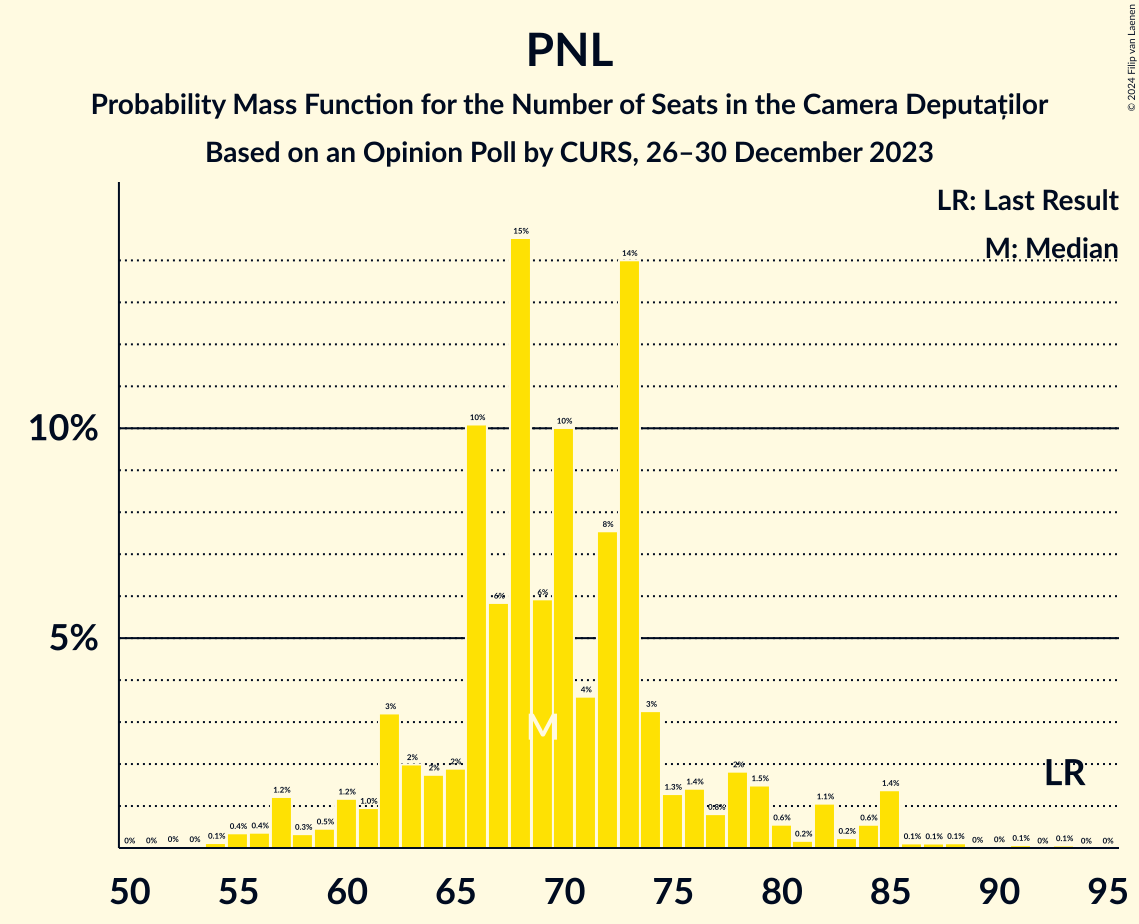 PNL
Probability Mass Function for the Number of Seats in the Camera Deputaților
Based on an Opinion Poll by CURS, 26–30 December 2023
© 2024 Filip van Laenen
LR: Last Result
M: Median
10%
5%
0% 0% 0% 0% 0.1% 0.4% 0.4% 1.2% 0.3% 0.5% 1.2% 1.0% 3% 2% 2% 2% 10% 6% 15% 6% 10% 4% 8% 14% 3% 1.3% 1.4% 0.8% 2% 1.5% 0.6% 0.2% 1.1% 0.2% 0.6% 1.4% 0.1% 0.1% 0.1% 0% 0% 0.1% 0% 0.1% 0% 0%
M
LR
50 55 60 65 70 75 80 85 90 95